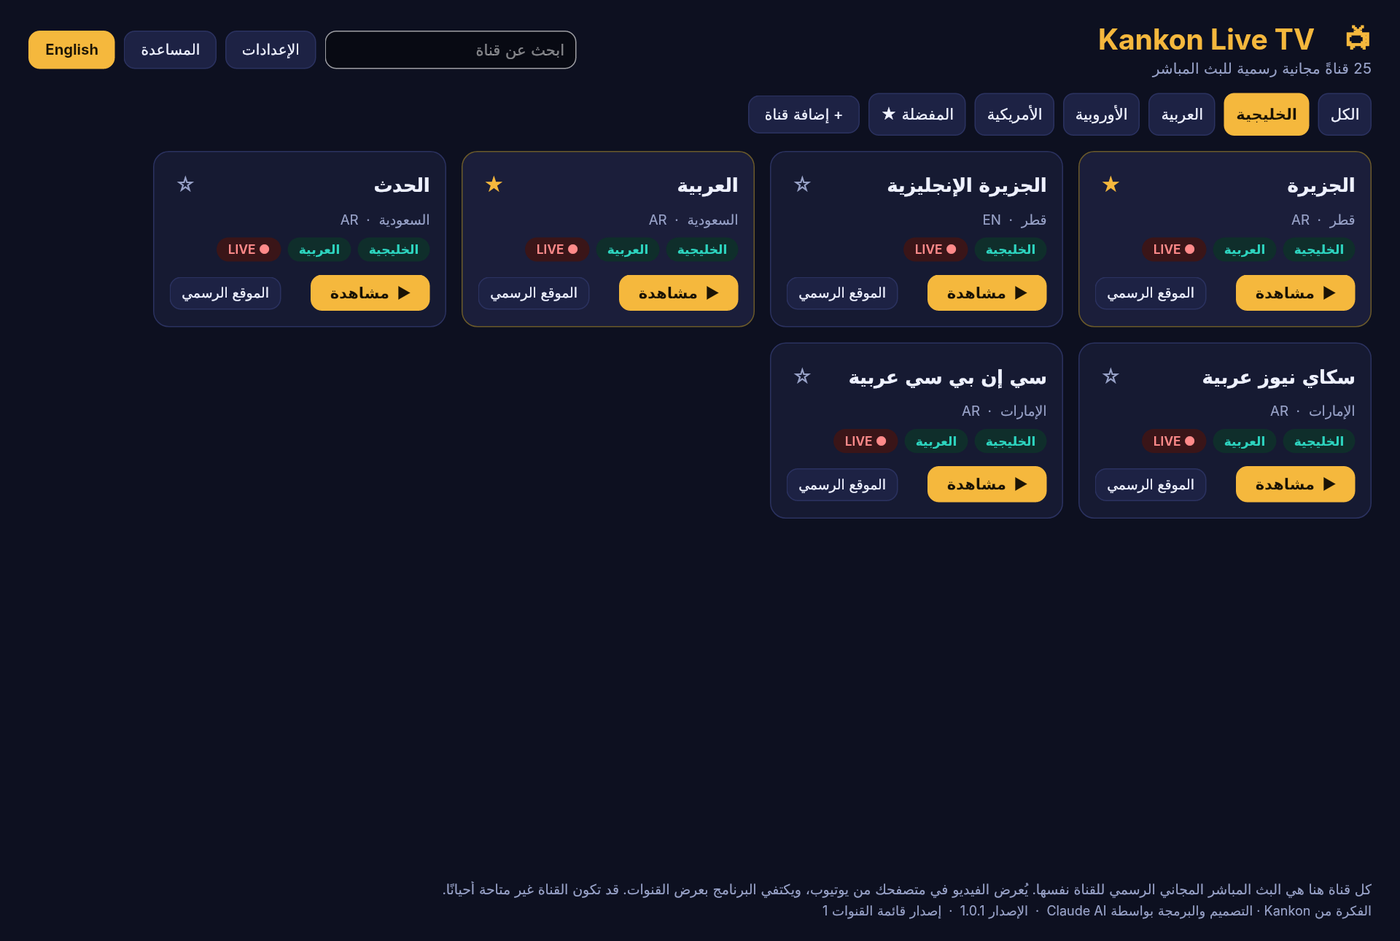 Kankon Live TV
25 قناةً مجانية رسمية للبث المباشر
ابحث عن قناة
الإعدادات
المساعدة
English
الكل
الخليجية
العربية
الأوروبية
الأمريكية
المفضلة ★
+ إضافة قناة
الجزيرة ★
قطر · AR
الخليجية العربية ● LIVE
▶ مشاهدة الموقع الرسمي
الجزيرة الإنجليزية ☆
قطر · EN
الخليجية ● LIVE
▶ مشاهدة الموقع الرسمي
العربية ★
السعودية · AR
الخليجية العربية ● LIVE
▶ مشاهدة الموقع الرسمي
الحدث ☆
السعودية · AR
الخليجية العربية ● LIVE
▶ مشاهدة الموقع الرسمي
سكاي نيوز عربية ☆
الإمارات · AR
الخليجية العربية ● LIVE
▶ مشاهدة الموقع الرسمي
سي إن بي سي عربية ☆
الإمارات · AR
الخليجية العربية ● LIVE
▶ مشاهدة الموقع الرسمي
كل قناة هنا هي البث المباشر المجاني الرسمي للقناة نفسها. يُعرض الفيديو في متصفحك من يوتيوب، ويكتفي البرنامج بعرض القنوات. قد تكون القناة غير متاحة أحيانًا.
الفكرة من Kankon · التصميم والبرمجة بواسطة Claude AI · الإصدار 1.0.1 · إصدار قائمة القنوات 1